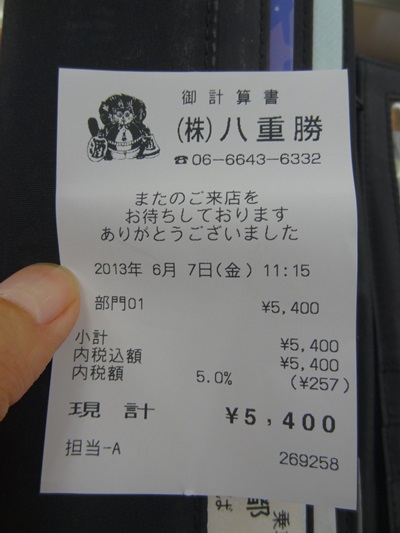 御計算書
(株)八重勝
☎06-6643-6332
またのご来店を
お待ちしております
ありがとうございました
2013年 6月 7日(金) 11:15
部門01 ¥5,400
小計 ¥5,400
内税込額 ¥5,400
内税額 5.0% (¥257)
現計 ¥5,400
担当-A 269258